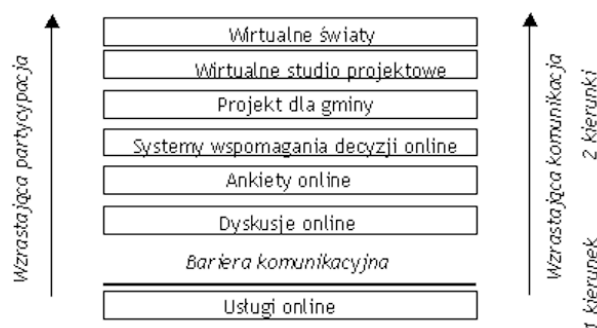 Wirtualne światy
Wirtualne studio projektowe
Projekt dla gminy
Systemy wspomagania decyzji online
Ankiety online
Dyskusje online
Bariera komunikacyjna
Usługi online
Wzrastająca partycypacja
Wzrastająca komunikacja
2 kierunki
1 kierunek